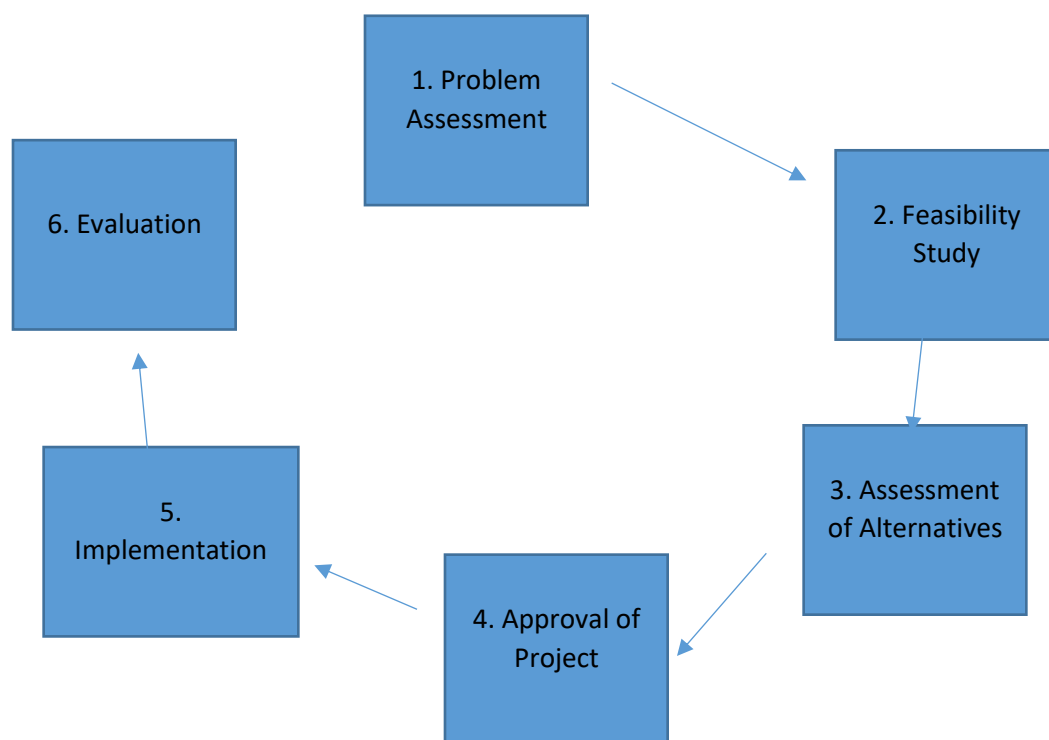 1. Problem
Assessment
2. Feasibility
Study
3. Assessment
of Alternatives
4. Approval of
Project
5.
Implementation
6. Evaluation